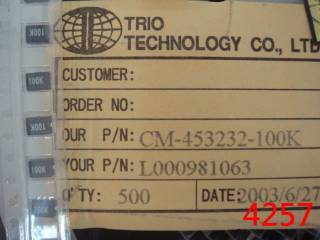 TRIO
TECHNOLOGY CO., LTD
CUSTOMER:
ORDER NO:
OUR P/N: CM-453232-100K
YOUR P/N: L000981063
Q'TY: 500 DATE: 2003/6/27
4257
100K
100K
100K
100K